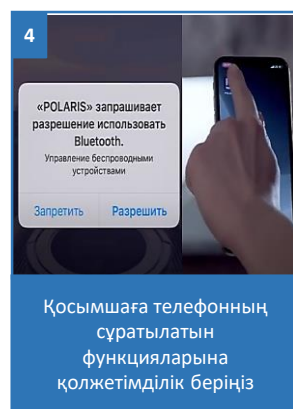 4
«POLARIS» запрашивает
разрешение использовать
Bluetooth.
Управление беспроводными
устройствами
Запретить Разрешить
Қосымшаға телефонның
сұратылатын
функцияларына
қолжетімділік беріңіз